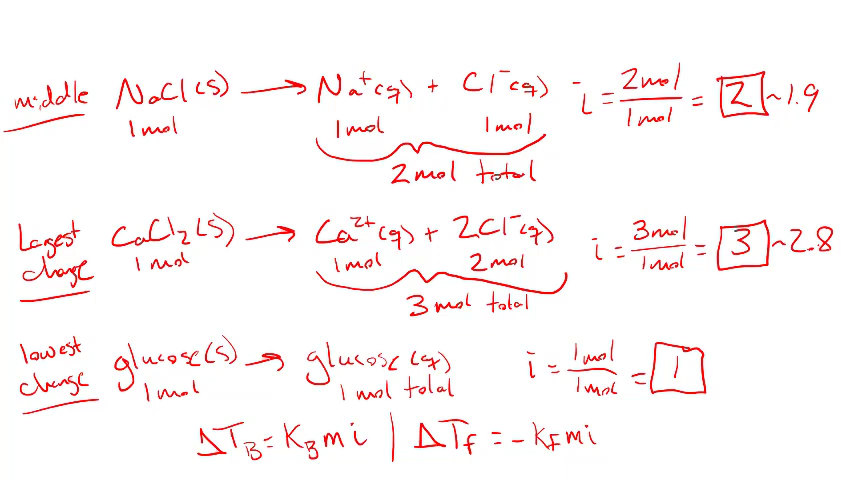 middle NaCl(s) → Na⁺(aq) + Cl⁻(aq) i = 2mol/1mol = 2 ~1.9
1mol 1mol 1mol
2mol total
Largest change CaCl₂(s) → Ca²⁺(aq) + 2Cl⁻(aq) i = 3mol/1mol = 3 ~2.8
1mol 1mol 2mol
3mol total
lowest change glucose(s) → glucose(aq) i = 1mol/1mol = 1
1mol 1mol total
ΔT_B = K_B m i | ΔT_f = -K_f m i